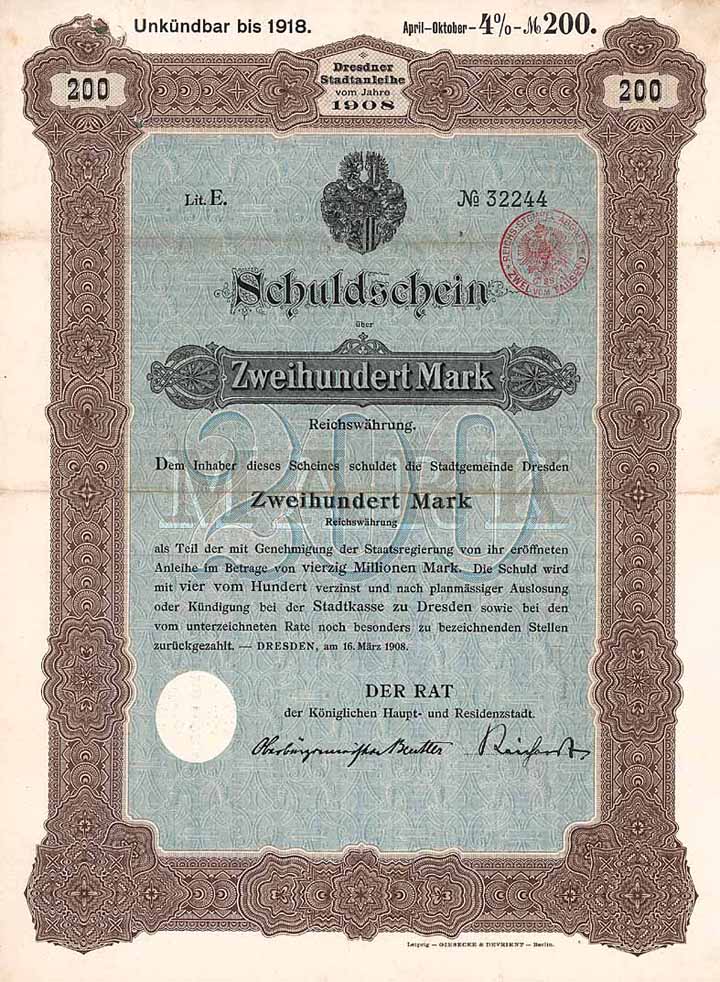 Unkündbar bis 1918.
April–Oktober–4%–№ 200.
Dresdner
Stadtanleihe
vom Jahre
1908
200
200
Lit. E.
№ 32244
Schuldschein
über
Zweihundert Mark
Reichswährung.
200
MARK
Dem Inhaber dieses Scheines schuldet die Stadtgemeinde Dresden
Zweihundert Mark
Reichswährung
als Teil der mit Genehmigung der Staatsregierung von ihr eröffneten
Anleihe im Betrage von vierzig Millionen Mark. Die Schuld wird
mit vier vom Hundert verzinst und nach planmässiger Auslosung
oder Kündigung bei der Stadtkasse zu Dresden sowie bei den
vom unterzeichneten Rate noch besonders zu bezeichnenden Stellen
zurückgezahlt. — DRESDEN, am 16. März 1908.
DER RAT
der Königlichen Haupt- und Residenzstadt.
Oberbürgermeister Beutler
Leipzig – GIESECKE & DEVRIENT – Berlin.